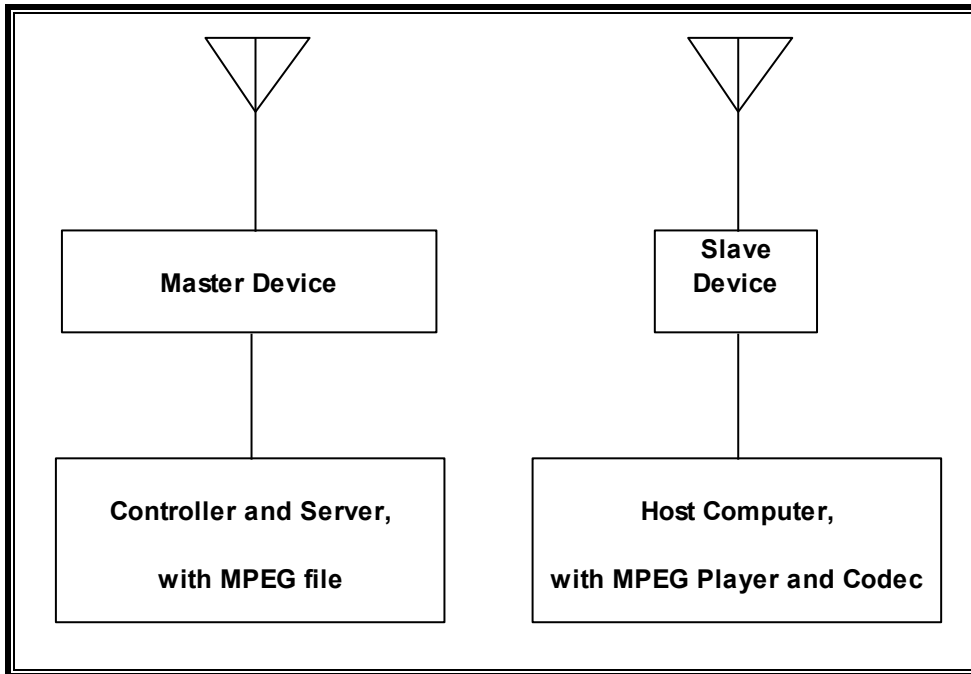 Master Device
Slave
Device
Controller and Server,
with MPEG file
Host Computer,
with MPEG Player and Codec